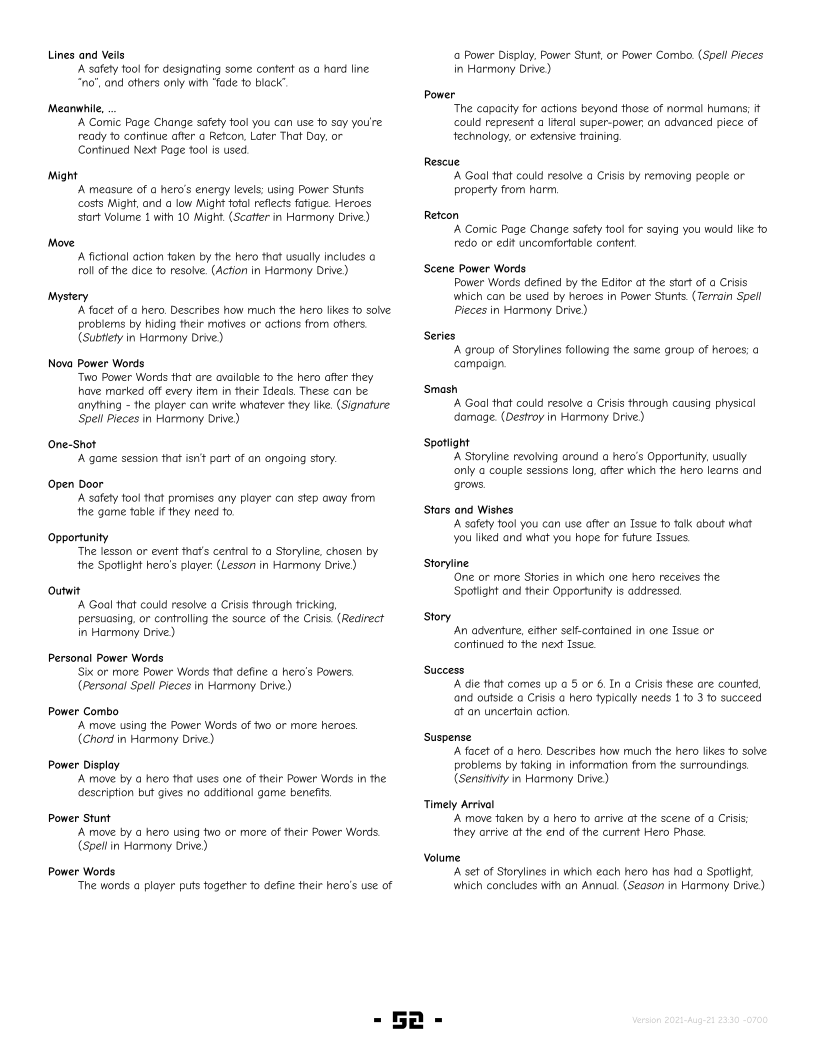 Lines and Veils
A safety tool for designating some content as a hard line
"no", and others only with "fade to black".
Meanwhile, ...
A Comic Page Change safety tool you can use to say you're
ready to continue after a Retcon, Later That Day, or
Continued Next Page tool is used.
Might
A measure of a hero's energy levels; using Power Stunts
costs Might, and a low Might total reflects fatigue. Heroes
start Volume 1 with 10 Might. (Scatter in Harmony Drive.)
Move
A fictional action taken by the hero that usually includes a
roll of the dice to resolve. (Action in Harmony Drive.)
Mystery
A facet of a hero. Describes how much the hero likes to solve
problems by hiding their motives or actions from others.
(Subtlety in Harmony Drive.)
Nova Power Words
Two Power Words that are available to the hero after they
have marked off every item in their Ideals. These can be
anything - the player can write whatever they like. (Signature
Spell Pieces in Harmony Drive.)
One-Shot
A game session that isn't part of an ongoing story.
Open Door
A safety tool that promises any player can step away from
the game table if they need to.
Opportunity
The lesson or event that's central to a Storyline, chosen by
the Spotlight hero's player. (Lesson in Harmony Drive.)
Outwit
A Goal that could resolve a Crisis through tricking,
persuasing, or controlling the source of the Crisis. (Redirect
in Harmony Drive.)
Personal Power Words
Six or more Power Words that define a hero's Powers.
(Personal Spell Pieces in Harmony Drive.)
Power Combo
A move using the Power Words of two or more heroes.
(Chord in Harmony Drive.)
Power Display
A move by a hero that uses one of their Power Words in the
description but gives no additional game benefits.
Power Stunt
A move by a hero using two or more of their Power Words.
(Spell in Harmony Drive.)
Power Words
The words a player puts together to define their hero's use of
a Power Display, Power Stunt, or Power Combo. (Spell Pieces
in Harmony Drive.)
Power
The capacity for actions beyond those of normal humans; it
could represent a literal super-power, an advanced piece of
technology, or extensive training.
Rescue
A Goal that could resolve a Crisis by removing people or
property from harm.
Retcon
A Comic Page Change safety tool for saying you would like to
redo or edit uncomfortable content.
Scene Power Words
Power Words defined by the Editor at the start of a Crisis
which can be used by heroes in Power Stunts. (Terrain Spell
Pieces in Harmony Drive.)
Series
A group of Storylines following the same group of heroes; a
campaign.
Smash
A Goal that could resolve a Crisis through causing physical
damage. (Destroy in Harmony Drive.)
Spotlight
A Storyline revolving around a hero's Opportunity, usually
only a couple sessions long, after which the hero learns and
grows.
Stars and Wishes
A safety tool you can use after an Issue to talk about what
you liked and what you hope for future Issues.
Storyline
One or more Stories in which one hero receives the
Spotlight and their Opportunity is addressed.
Story
An adventure, either self-contained in one Issue or
continued to the next Issue.
Success
A die that comes up a 5 or 6. In a Crisis these are counted,
and outside a Crisis a hero typically needs 1 to 3 to succeed
at an uncertain action.
Suspense
A facet of a hero. Describes how much the hero likes to solve
problems by taking in information from the surroundings.
(Sensitivity in Harmony Drive.)
Timely Arrival
A move taken by a hero to arrive at the scene of a Crisis;
they arrive at the end of the current Hero Phase.
Volume
A set of Storylines in which each hero has had a Spotlight,
which concludes with an Annual. (Season in Harmony Drive.)
- 52 -
Version 2021-Aug-21 23:30 -0700